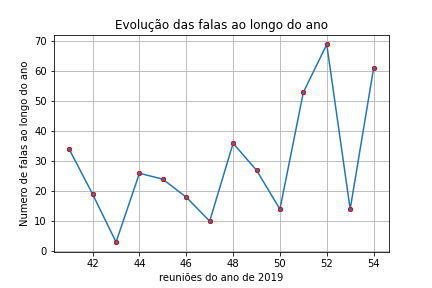 Evolução das falas ao longo do ano
Numero de falas ao longo do ano
70
60
50
40
30
20
10
0
42 44 46 48 50 52 54
reuniões do ano de 2019